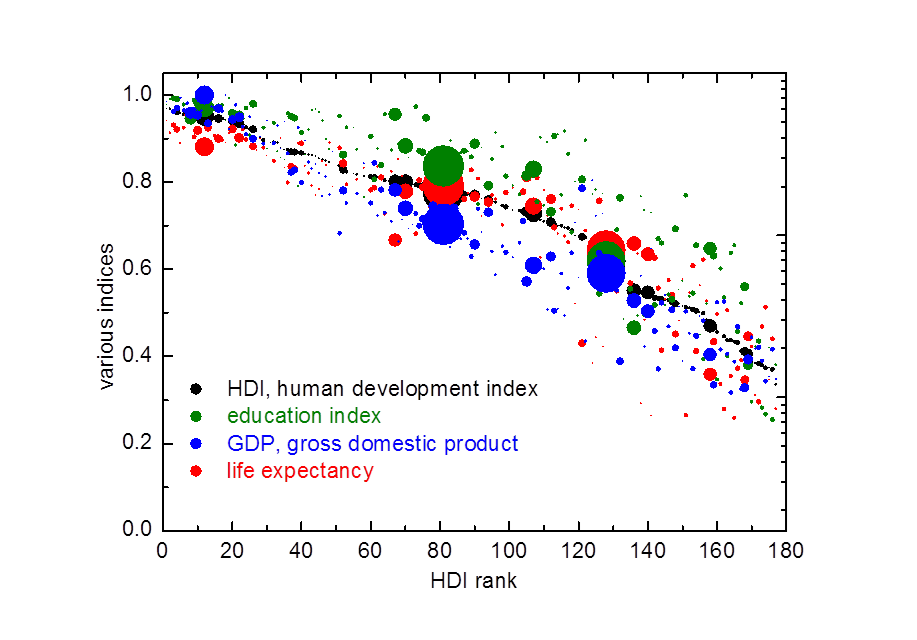 1.0
0.8
0.6
0.4
0.2
0.0
various indices
HDI, human development index
education index
GDP, gross domestic product
life expectancy
0 20 40 60 80 100 120 140 160 180
HDI rank